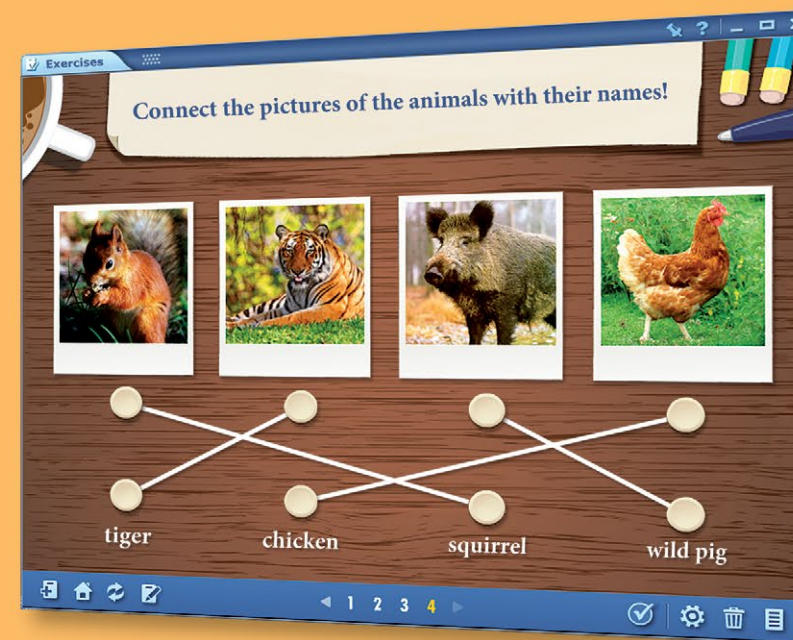 Exercises
?
Connect the pictures of the animals with their names!
tiger
chicken
squirrel
wild pig
1 2 3 4